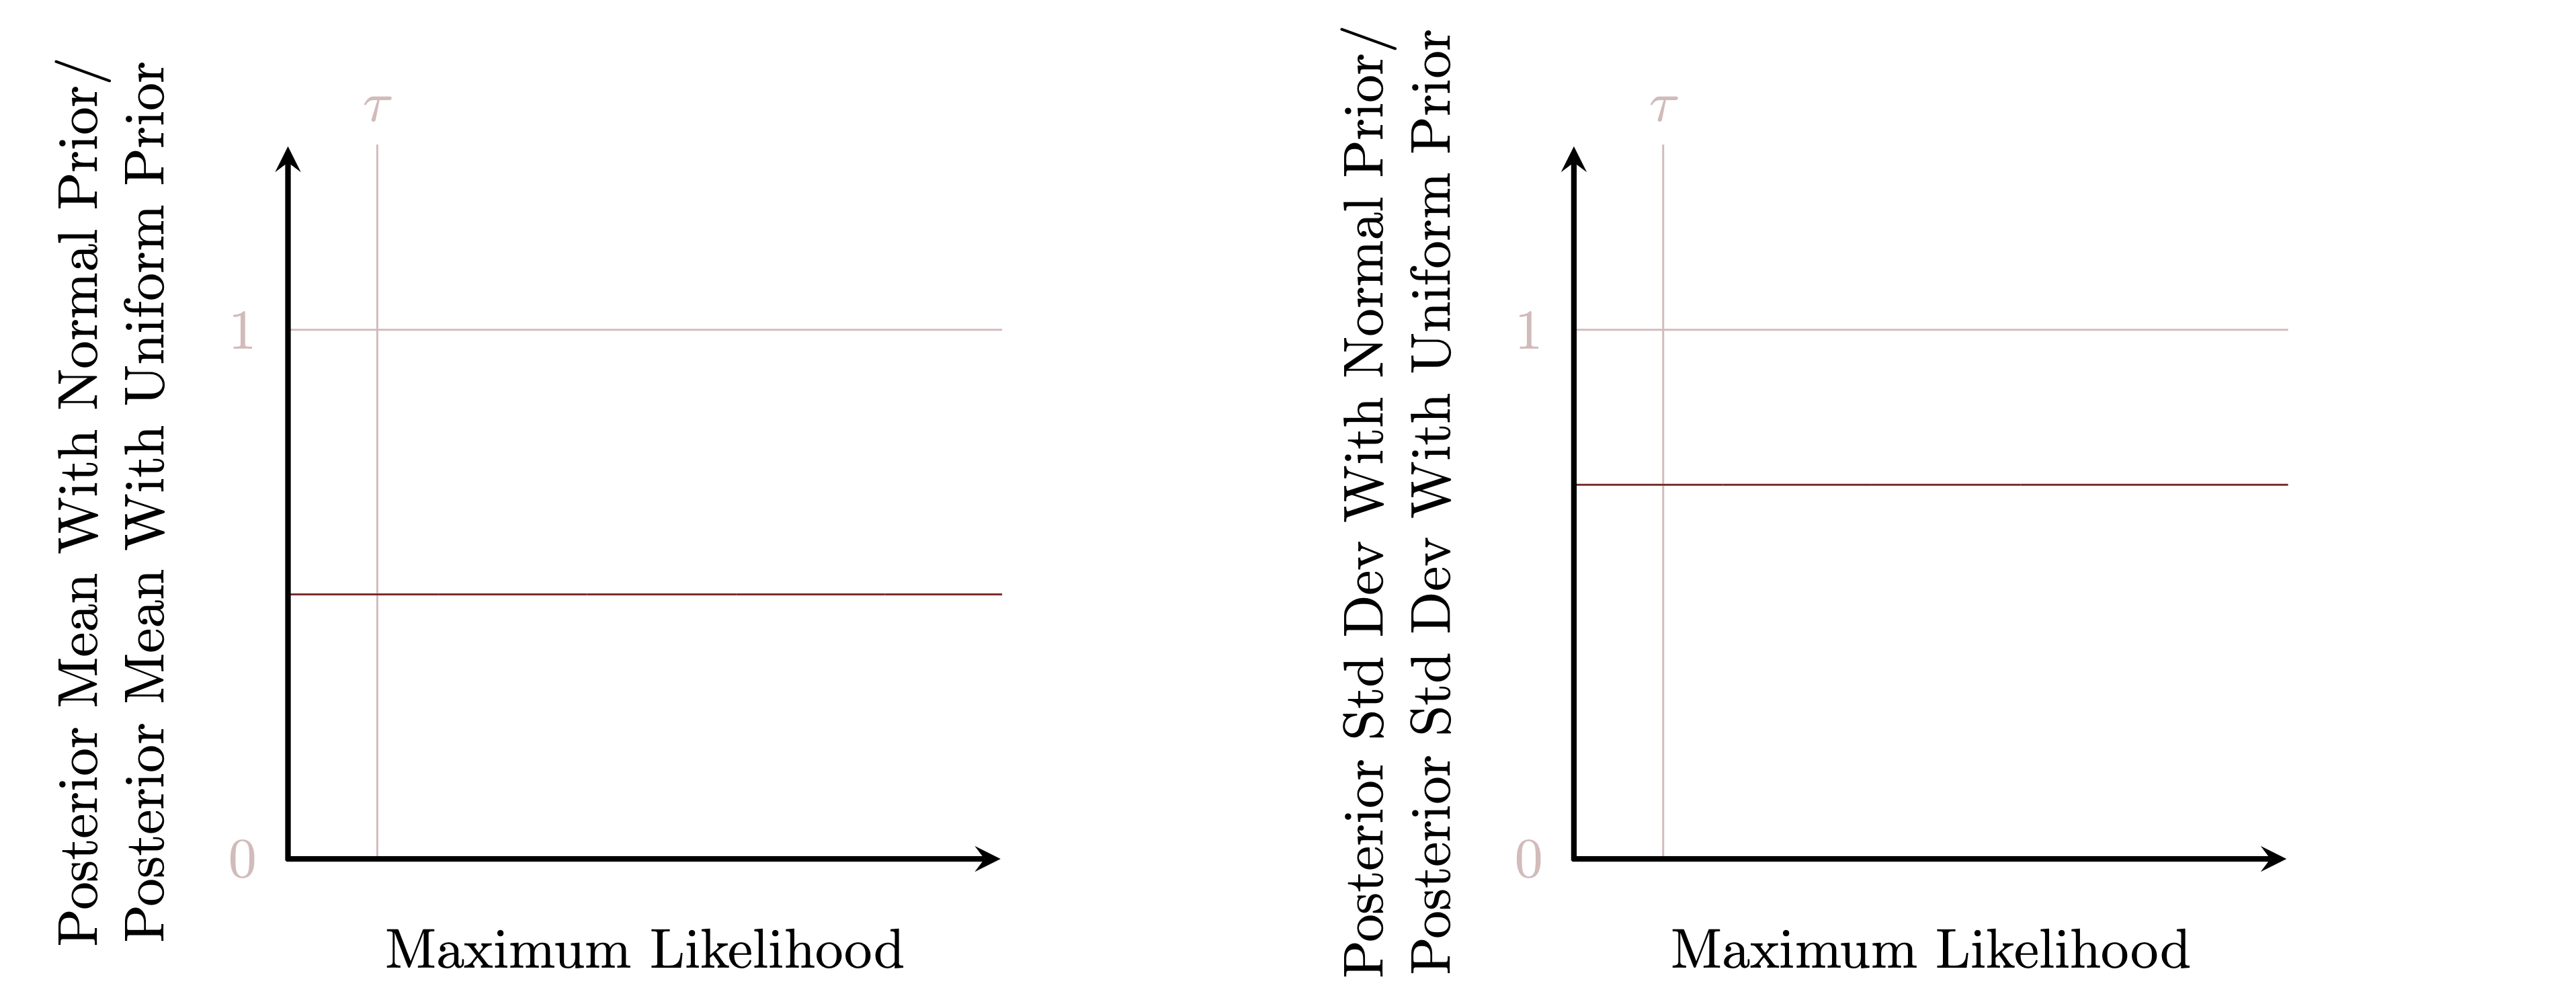 Posterior Mean With Normal Prior/
Posterior Mean With Uniform Prior
τ
1
0
Maximum Likelihood
Posterior Std Dev With Normal Prior/
Posterior Std Dev With Uniform Prior
τ
1
0
Maximum Likelihood